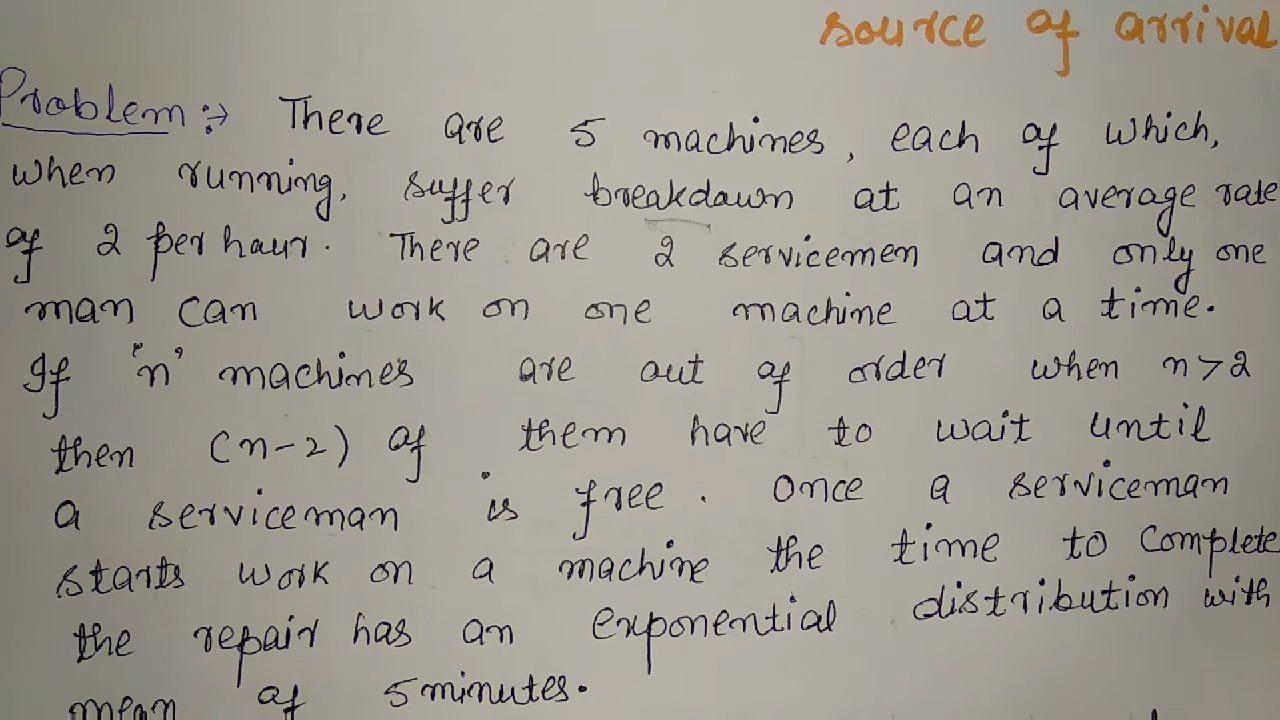 source of arrival
Problem :→ There are 5 machines, each of which,
when running, suffer breakdawn at an average rate
of 2 per hour. There are 2 servicemen and only one
man can work on one machine at a time.
If 'n' machines are out of order when n>2
then (n-2) of them have to wait until
a serviceman is free. Once a serviceman
starts work on a machine the time to complete
the repair has an exponential distribution with
mean of 5 minutes.